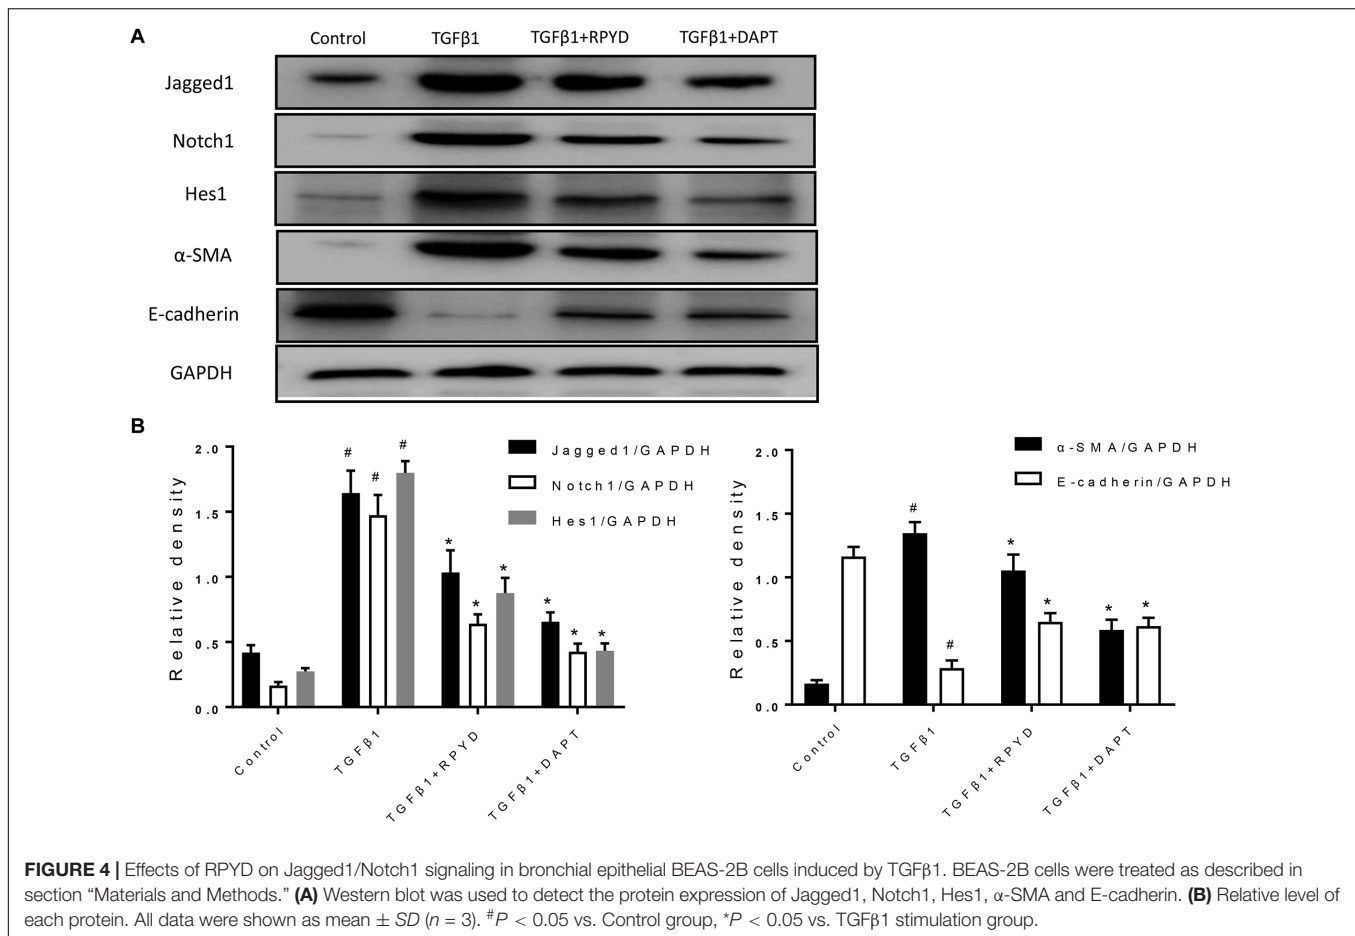 A
Control TGFβ1 TGFβ1+RPYD TGFβ1+DAPT
Jagged1
Notch1
Hes1
α-SMA
E-cadherin
GAPDH
B
Relative density
2.0
1.5
1.0
0.5
0.0
Jagged1/GAPDH
Notch1/GAPDH
Hes1/GAPDH
# # #
* * *
* * *
Control TGFβ1 TGFβ1+RPYD TGFβ1+DAPT
Relative density
2.0
1.5
1.0
0.5
0.0
α-SMA/GAPDH
E-cadherin/GAPDH
# #
* *
* *
Control TGFβ1 TGFβ1+RPYD TGFβ1+DAPT
FIGURE 4 | Effects of RPYD on Jagged1/Notch1 signaling in bronchial epithelial BEAS-2B cells induced by TGFβ1. BEAS-2B cells were treated as described in
section “Materials and Methods.” (A) Western blot was used to detect the protein expression of Jagged1, Notch1, Hes1, α-SMA and E-cadherin. (B) Relative level of
each protein. All data were shown as mean ± SD (n = 3). #P < 0.05 vs. Control group, *P < 0.05 vs. TGFβ1 stimulation group.